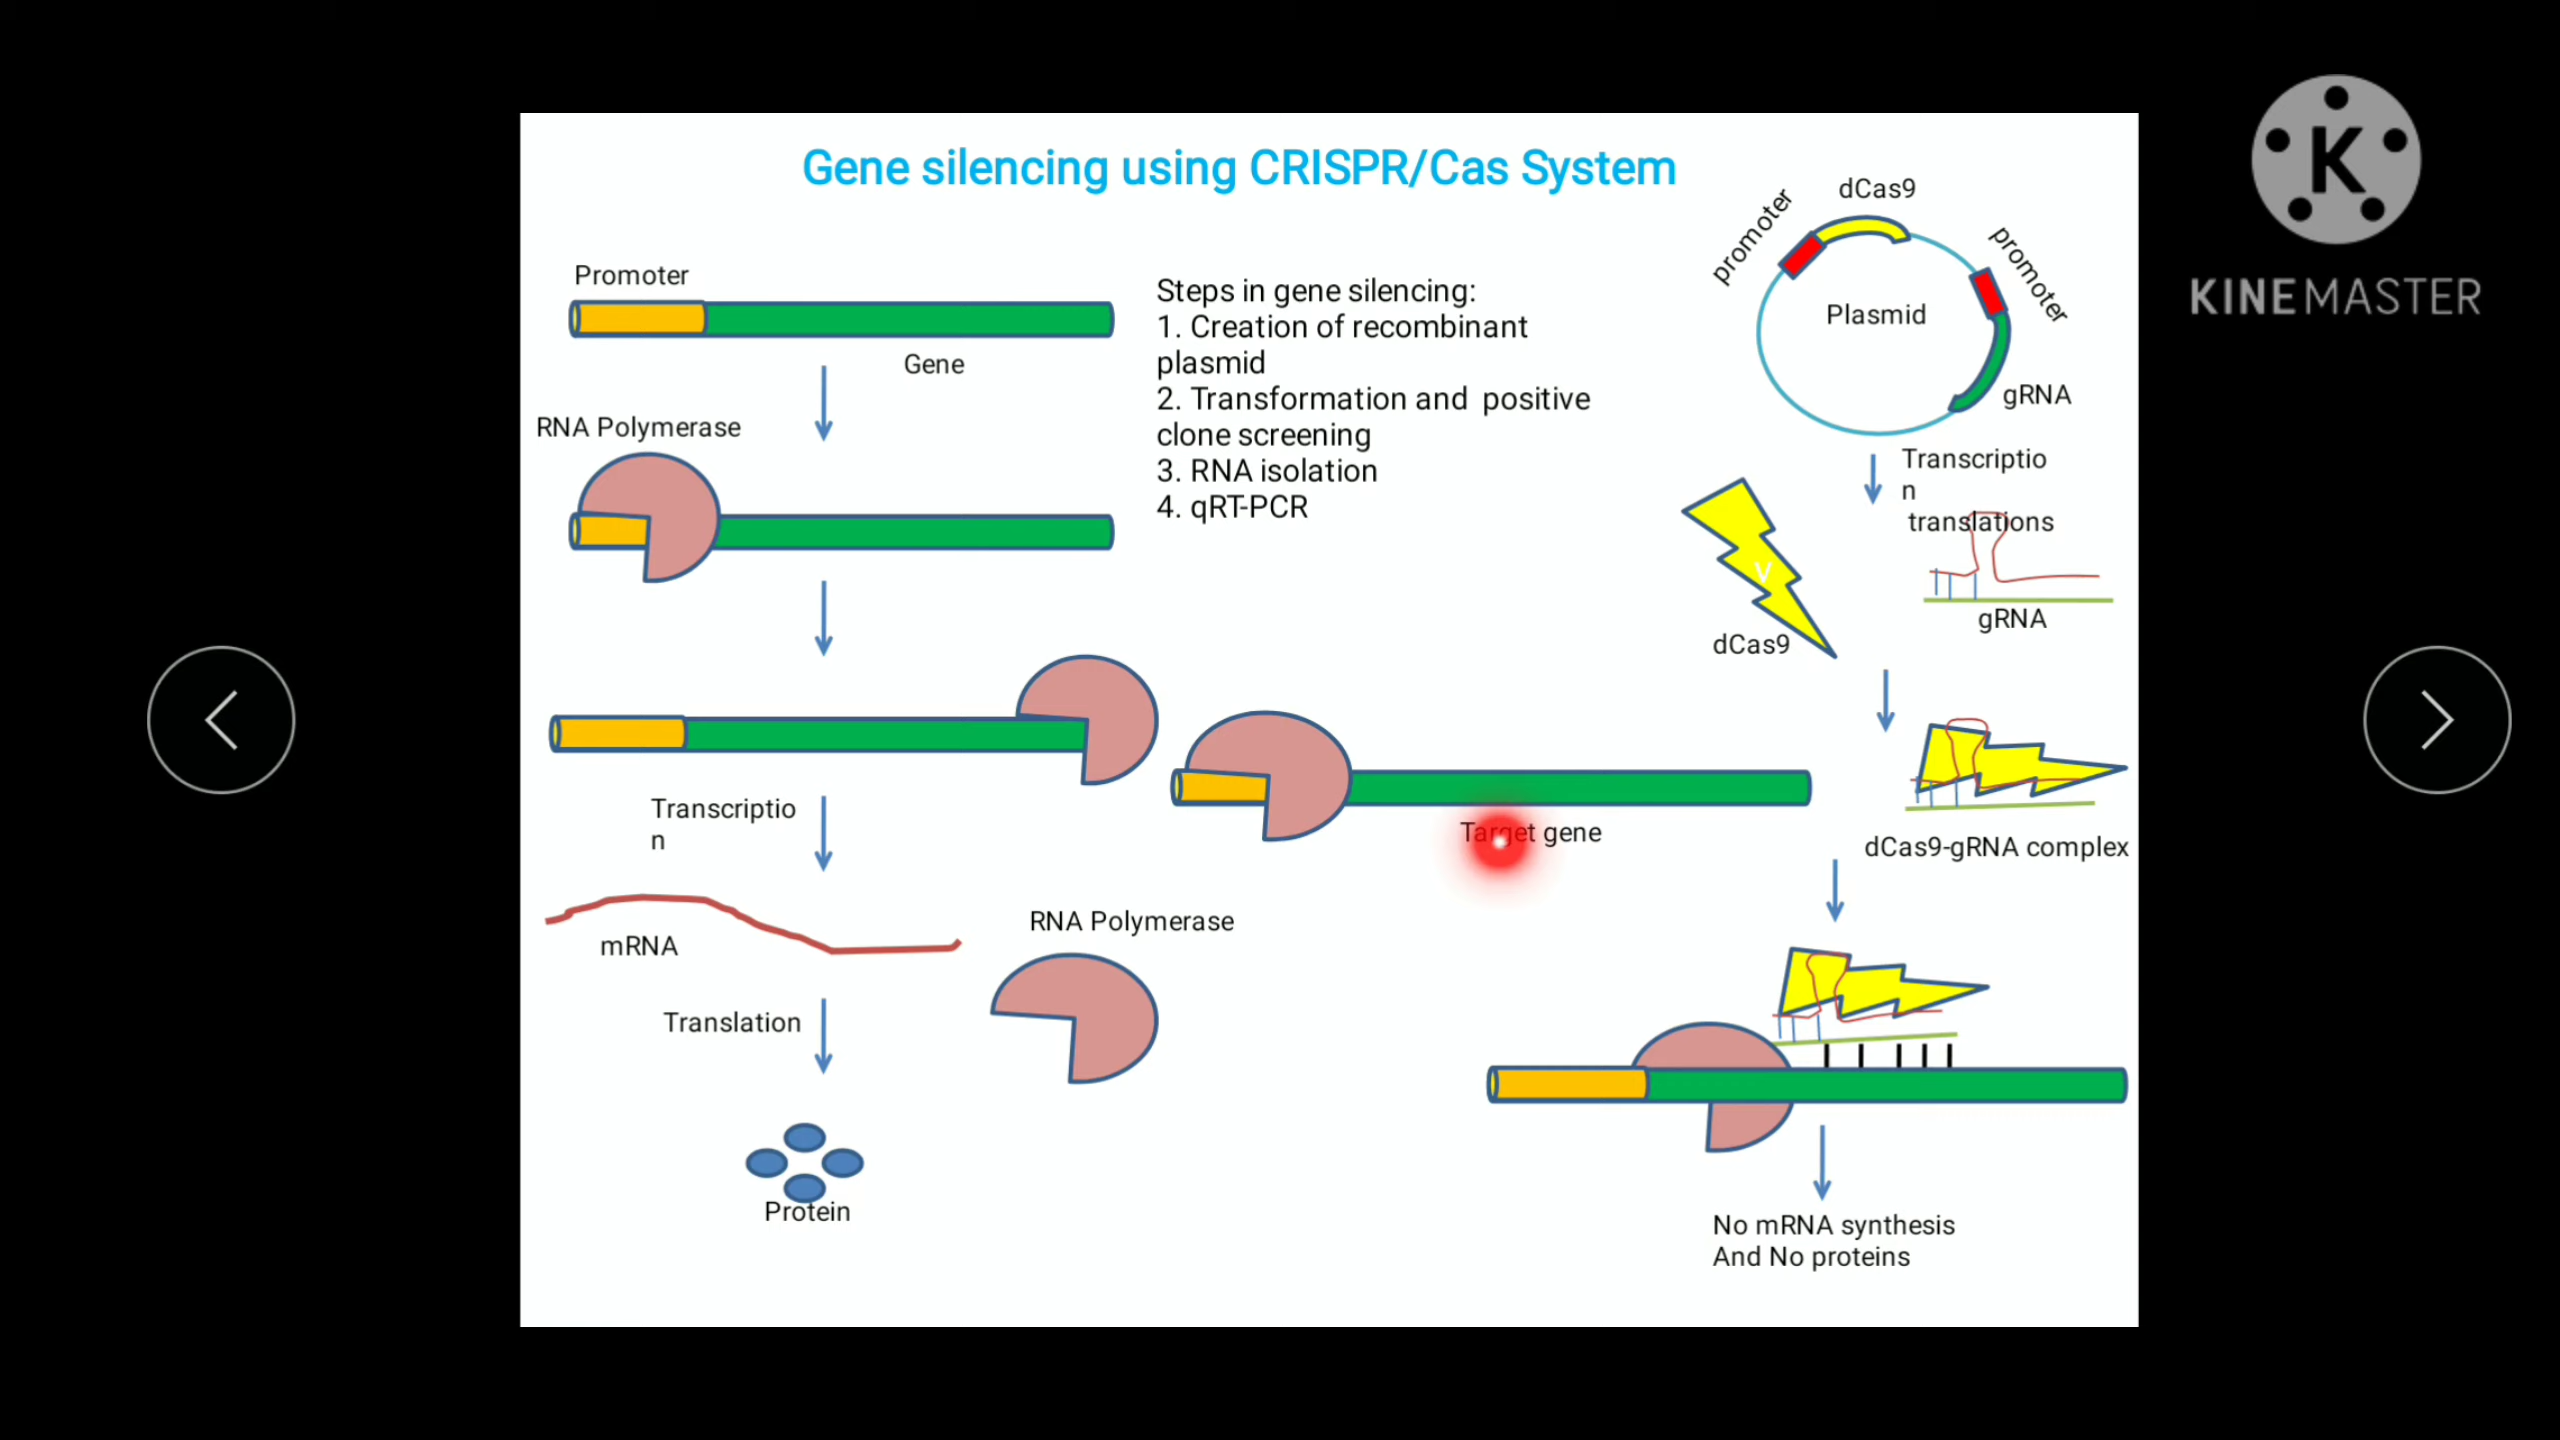 Gene silencing using CRISPR/Cas System
Promoter
Gene
RNA Polymerase
Transcriptio
n
mRNA
Translation
Protein
Steps in gene silencing:
1. Creation of recombinant
plasmid
2. Transformation and positive
clone screening
3. RNA isolation
4. qRT-PCR
RNA Polymerase
Target gene
dCas9
promoter
promoter
Plasmid
gRNA
Transcriptio
n
translations
V
dCas9
gRNA
dCas9-gRNA complex
No mRNA synthesis
And No proteins
K
KINEMASTER